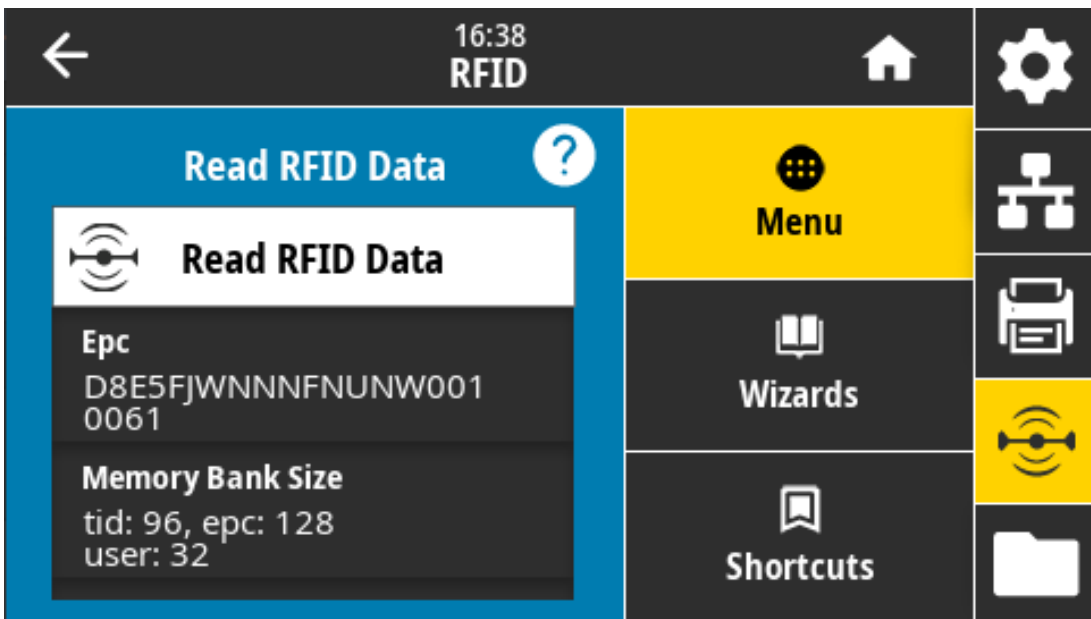 16:38
RFID
Read RFID Data
?
Read RFID Data
Epc
D8E5FJWNNNFNUNW001
0061
Memory Bank Size
tid: 96, epc: 128
user: 32
Menu
Wizards
Shortcuts